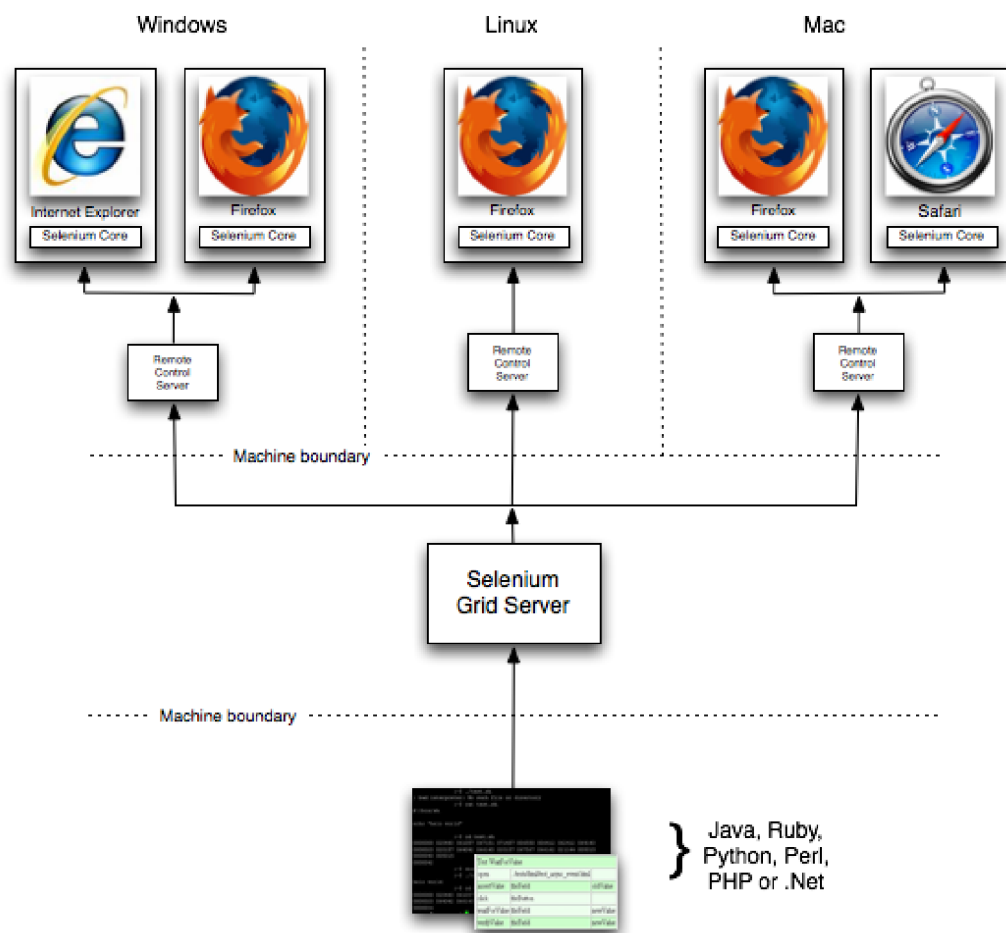 Windows
Linux
Mac
Internet Explorer
Selenium Core
Firefox
Selenium Core
Firefox
Selenium Core
Firefox
Selenium Core
Safari
Selenium Core
Remote
Control
Server
Remote
Control
Server
Remote
Control
Server
Machine boundary
Selenium
Grid Server
Machine boundary
Java, Ruby,
Python, Perl,
PHP or .Net